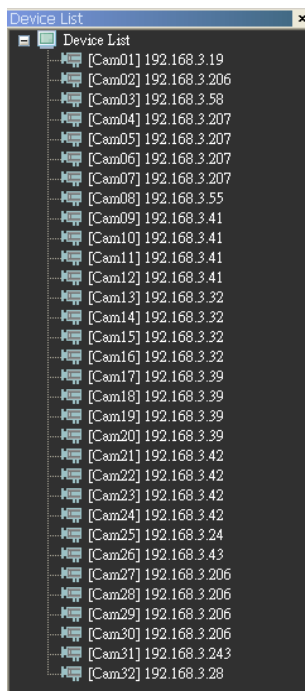 Device List
Device List
[Cam01] 192.168.3.19
[Cam02] 192.168.3.206
[Cam03] 192.168.3.58
[Cam04] 192.168.3.207
[Cam05] 192.168.3.207
[Cam06] 192.168.3.207
[Cam07] 192.168.3.207
[Cam08] 192.168.3.55
[Cam09] 192.168.3.41
[Cam10] 192.168.3.41
[Cam11] 192.168.3.41
[Cam12] 192.168.3.41
[Cam13] 192.168.3.32
[Cam14] 192.168.3.32
[Cam15] 192.168.3.32
[Cam16] 192.168.3.32
[Cam17] 192.168.3.39
[Cam18] 192.168.3.39
[Cam19] 192.168.3.39
[Cam20] 192.168.3.39
[Cam21] 192.168.3.42
[Cam22] 192.168.3.42
[Cam23] 192.168.3.42
[Cam24] 192.168.3.42
[Cam25] 192.168.3.24
[Cam26] 192.168.3.43
[Cam27] 192.168.3.206
[Cam28] 192.168.3.206
[Cam29] 192.168.3.206
[Cam30] 192.168.3.206
[Cam31] 192.168.3.243
[Cam32] 192.168.3.28